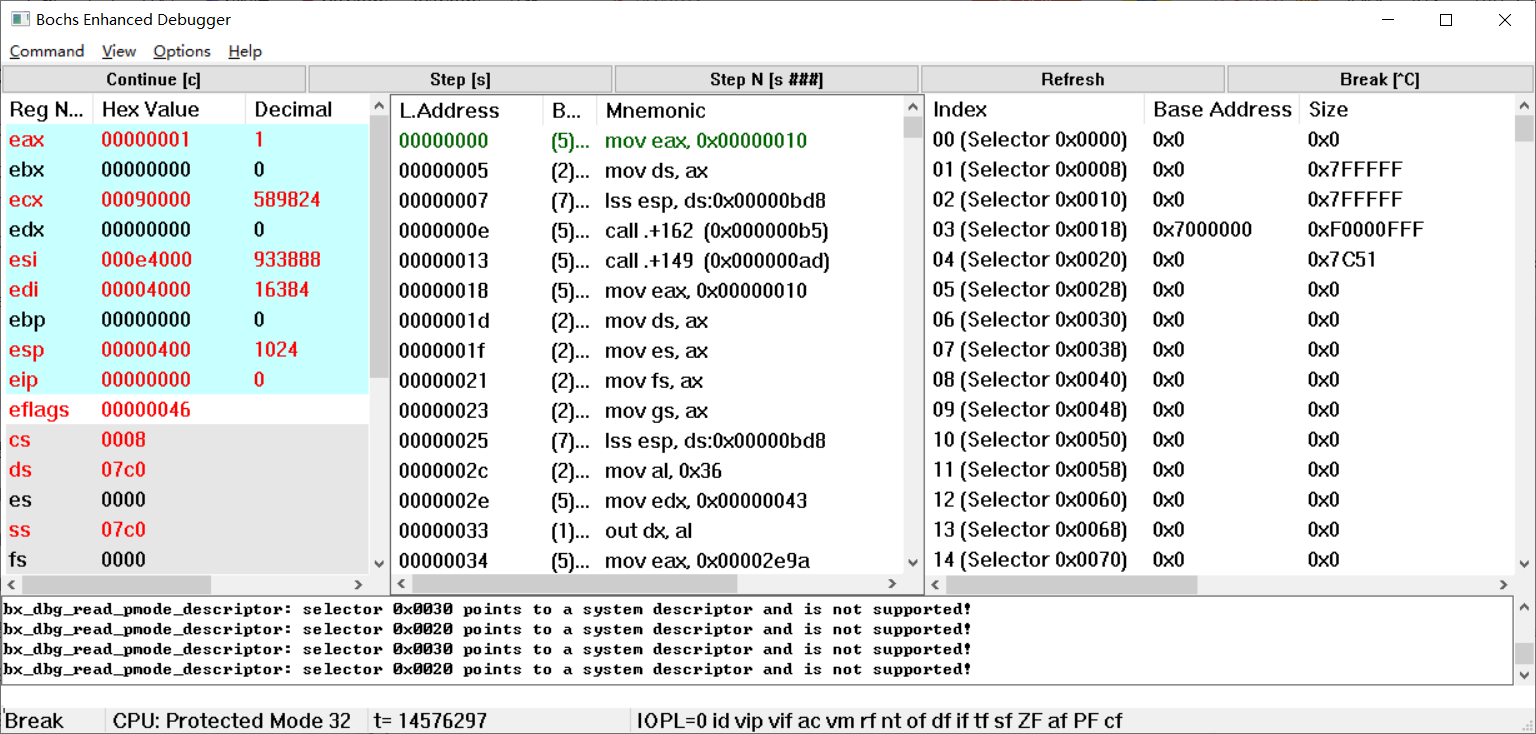 Bochs Enhanced Debugger
Command View Options Help
Continue [c] Step [s] Step N [s ###] Refresh Break [^C]
Reg N... Hex Value Decimal
eax 00000001 1
ebx 00000000 0
ecx 00090000 589824
edx 00000000 0
esi 000e4000 933888
edi 00004000 16384
ebp 00000000 0
esp 00000400 1024
eip 00000000 0
eflags 00000046
cs 0008
ds 07c0
es 0000
ss 07c0
fs 0000
L.Address B... Mnemonic
00000000 (5)... mov eax, 0x00000010
00000005 (2)... mov ds, ax
00000007 (7)... lss esp, ds:0x00000bd8
0000000e (5)... call .+162 (0x000000b5)
00000013 (5)... call .+149 (0x000000ad)
00000018 (5)... mov eax, 0x00000010
0000001d (2)... mov ds, ax
0000001f (2)... mov es, ax
00000021 (2)... mov fs, ax
00000023 (2)... mov gs, ax
00000025 (7)... lss esp, ds:0x00000bd8
0000002c (2)... mov al, 0x36
0000002e (5)... mov edx, 0x00000043
00000033 (1)... out dx, al
00000034 (5)... mov eax, 0x00002e9a
Index Base Address Size
00 (Selector 0x0000) 0x0 0x0
01 (Selector 0x0008) 0x0 0x7FFFFF
02 (Selector 0x0010) 0x0 0x7FFFFF
03 (Selector 0x0018) 0x7000000 0xF0000FFF
04 (Selector 0x0020) 0x0 0x7C51
05 (Selector 0x0028) 0x0 0x0
06 (Selector 0x0030) 0x0 0x0
07 (Selector 0x0038) 0x0 0x0
08 (Selector 0x0040) 0x0 0x0
09 (Selector 0x0048) 0x0 0x0
10 (Selector 0x0050) 0x0 0x0
11 (Selector 0x0058) 0x0 0x0
12 (Selector 0x0060) 0x0 0x0
13 (Selector 0x0068) 0x0 0x0
14 (Selector 0x0070) 0x0 0x0
bx_dbg_read_pmode_descriptor: selector 0x0030 points to a system descriptor and is not supported!
bx_dbg_read_pmode_descriptor: selector 0x0020 points to a system descriptor and is not supported!
bx_dbg_read_pmode_descriptor: selector 0x0030 points to a system descriptor and is not supported!
bx_dbg_read_pmode_descriptor: selector 0x0020 points to a system descriptor and is not supported!
Break CPU: Protected Mode 32 t= 14576297 IOPL=0 id vip vif ac vm rf nt of df if tf sf ZF af PF cf